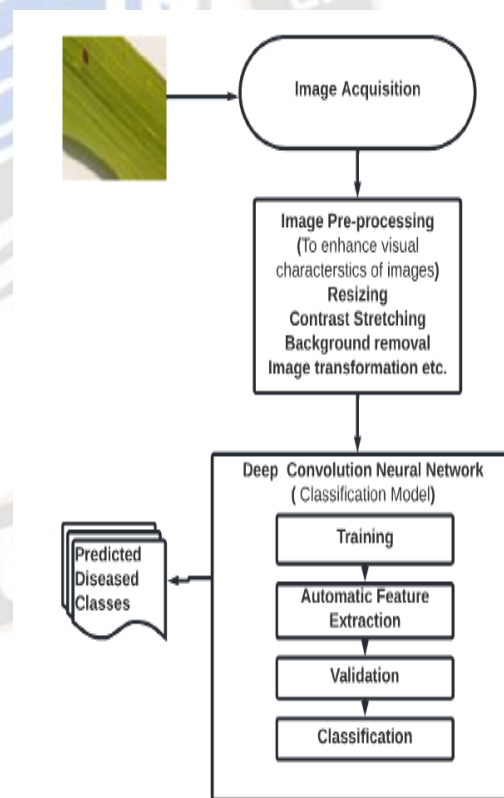 Image Acquisition
Image Pre-processing
(To enhance visual
characterstics of images)
Resizing
Contrast Stretching
Background removal
Image transformation etc.
Deep Convolution Neural Network
( Classification Model)
Training
Automatic Feature
Extraction
Validation
Classification
Predicted
Diseased
Classes